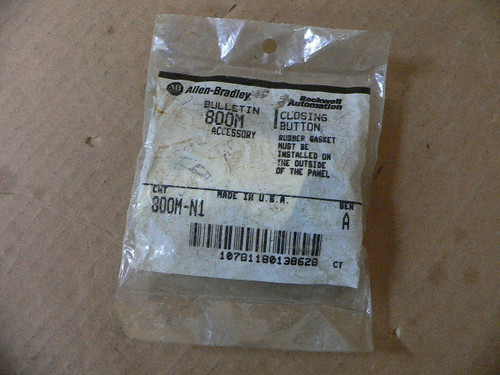 AB Allen-Bradley
Rockwell Automation
BULLETIN
800M
ACCESSORY
CLOSING
BUTTON
RUBBER GASKET
MUST BE
INSTALLED ON
THE OUTSIDE
OF THE PANEL
CAT
800M-N1
MADE IN U.S.A.
SER
A
10781180138628
CT